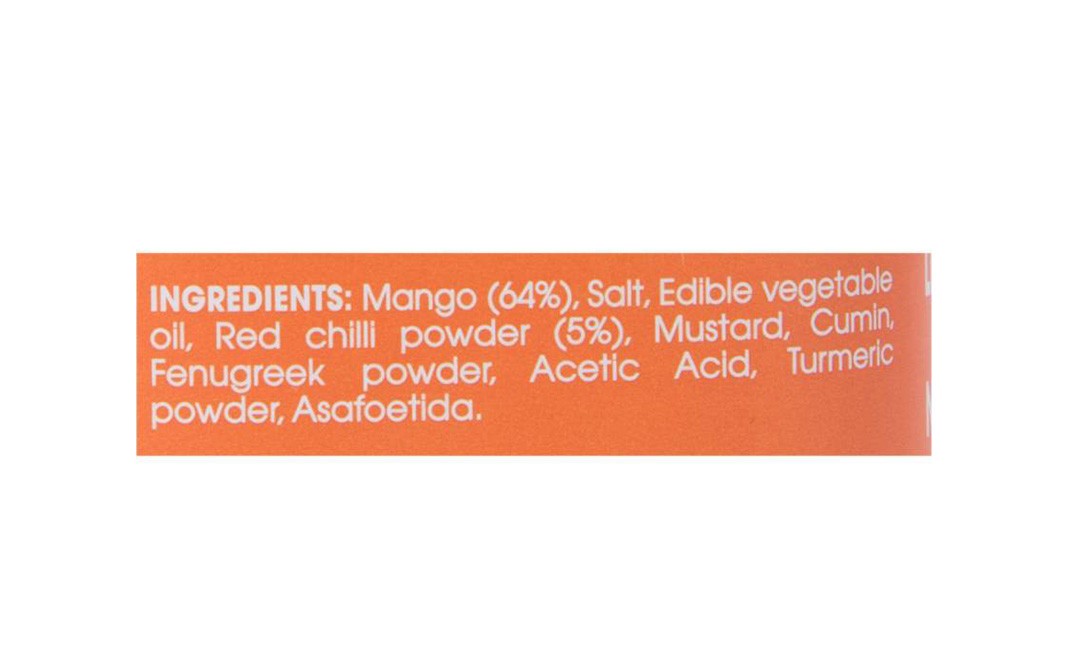 INGREDIENTS: Mango (64%), Salt, Edible vegetable
oil, Red chilli powder (5%), Mustard, Cumin,
Fenugreek powder, Acetic Acid, Turmeric
powder, Asafoetida.